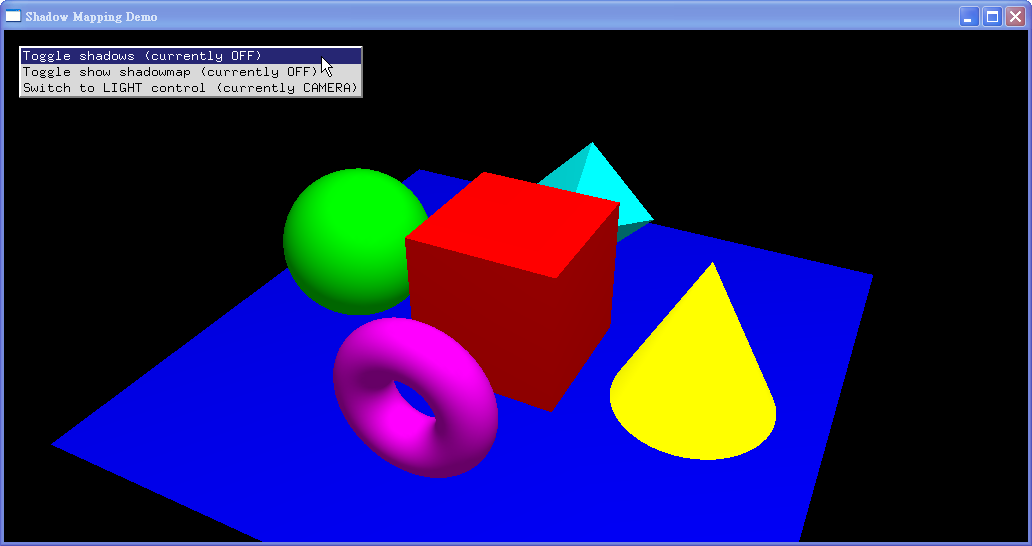 Shadow Mapping Demo
Toggle shadows (currently OFF)
Toggle show shadowmap (currently OFF)
Switch to LIGHT control (currently CAMERA)